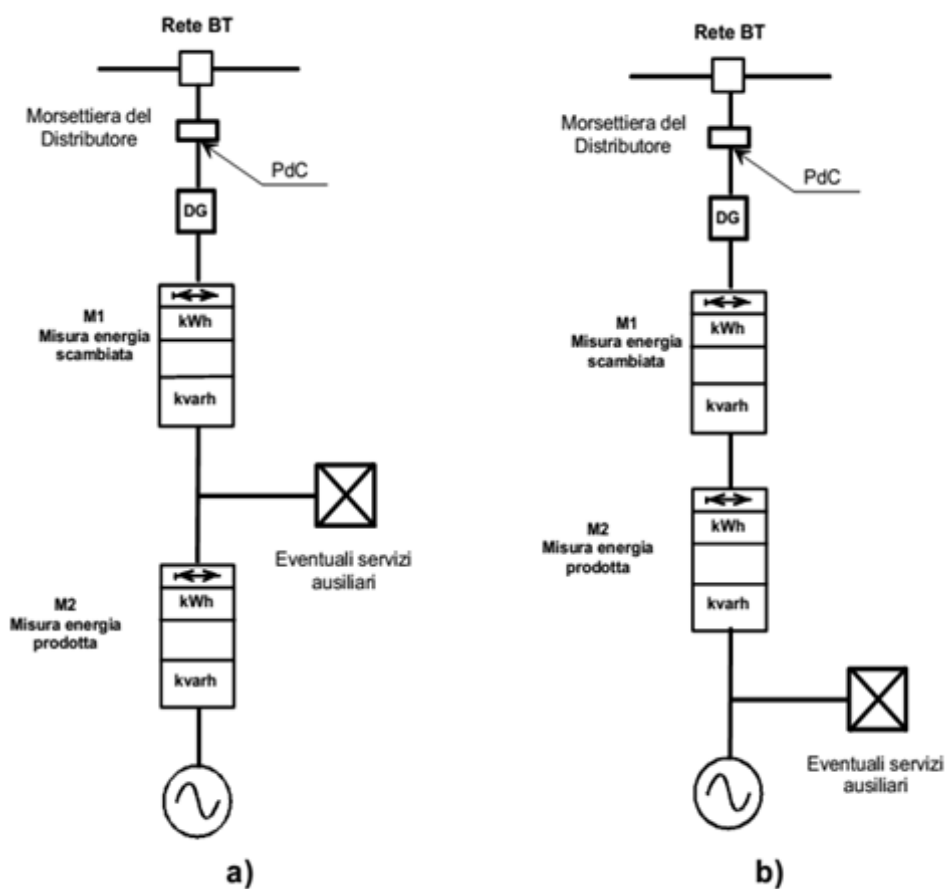 Rete BT
Morsettiera del
Distributore
PdC
DG
M1
Misura energia
scambiata
kWh
kvarh
Eventuali servizi
ausiliari
M2
Misura energia
prodotta
kWh
kvarh
a)
Rete BT
Morsettiera del
Distributore
PdC
DG
M1
Misura energia
scambiata
kWh
kvarh
M2
Misura energia
prodotta
kWh
kvarh
Eventuali servizi
ausiliari
b)